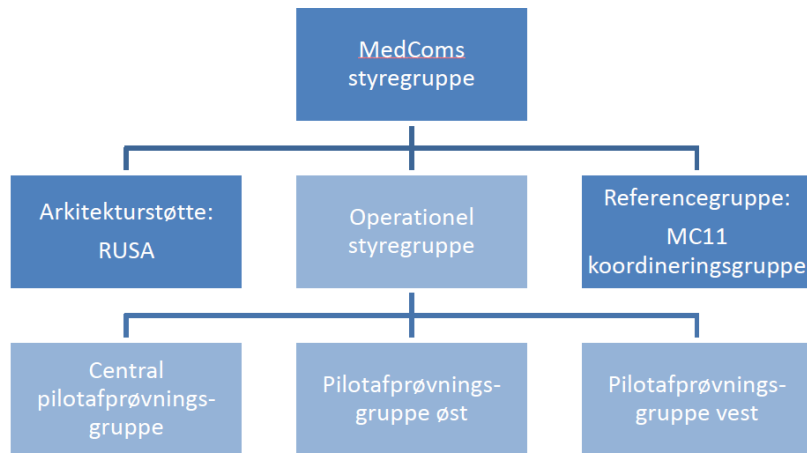 MedComs
styregruppe
Arkitekturstøtte:
RUSA
Operationel
styregruppe
Referencegruppe:
MC11
koordineringsgruppe
Central
pilotafprøvnings-
gruppe
Pilotafprøvnings-
gruppe øst
Pilotafprøvnings-
gruppe vest